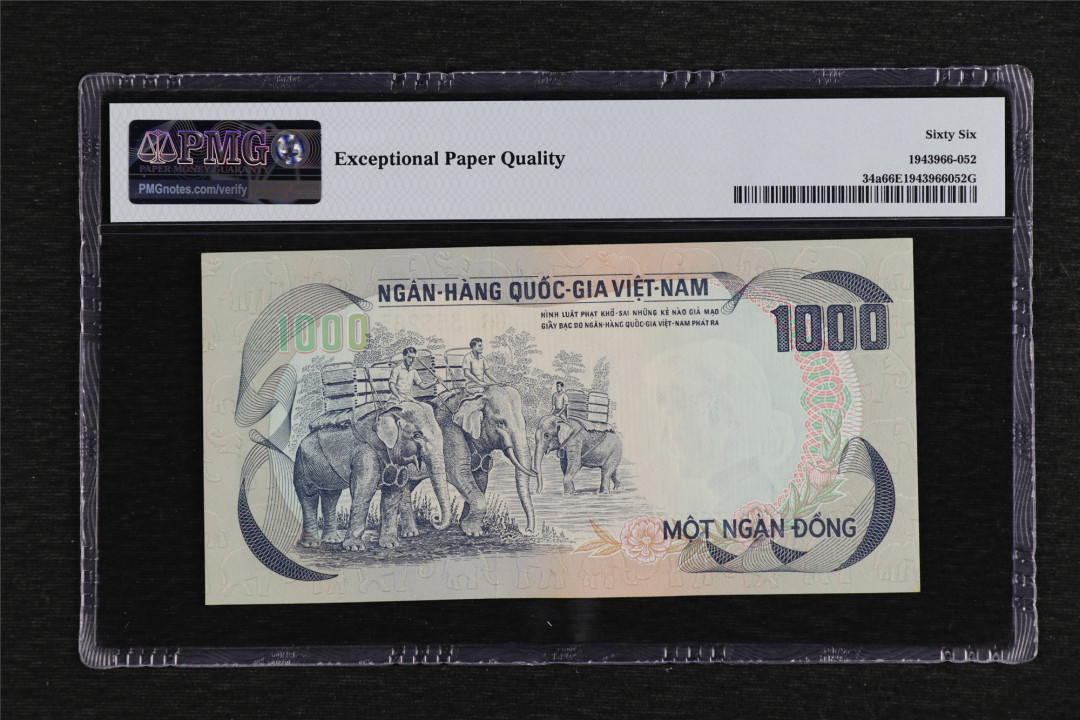 PMG
PAPER MONEY GUARANTY
PMGnotes.com/verify
Exceptional Paper Quality
Sixty Six
1943966-052
34a66E1943966052G
NGÂN-HÀNG QUỐC-GIA VIỆT-NAM
HÌNH LUẬT PHẠT KHỔ-SAI NHỮNG KẺ NÀO GIẢ MẠO
GIẤY BẠC DO NGÂN-HÀNG QUỐC-GIA VIỆT-NAM PHÁT RA
1000
1000
MỘT NGÀN ĐỒNG